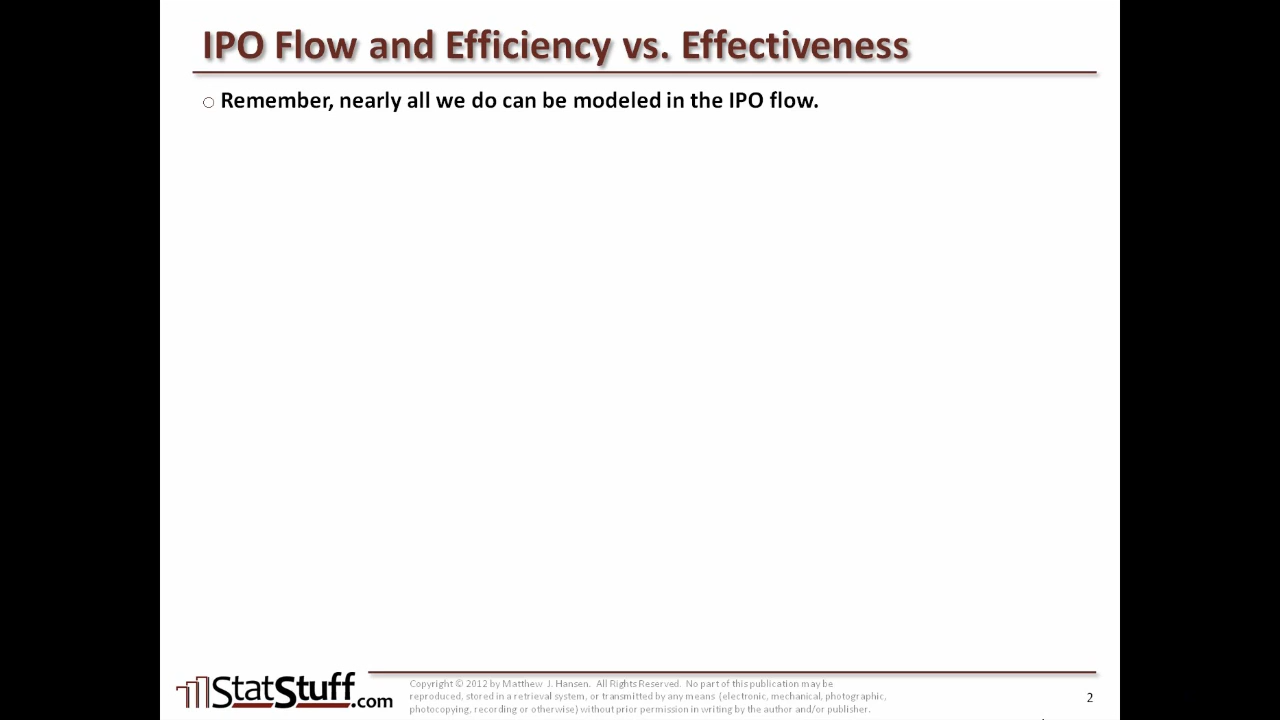 IPO Flow and Efficiency vs. Effectiveness
○ Remember, nearly all we do can be modeled in the IPO flow.
StatStuff.com
Copyright © 2012 by Matthew J. Hansen. All Rights Reserved. No part of this publication may be
reproduced, stored in a retrieval system, or transmitted by any means (electronic, mechanical, photographic,
photocopying, recording or otherwise) without prior permission in writing by the author and/or publisher.
2